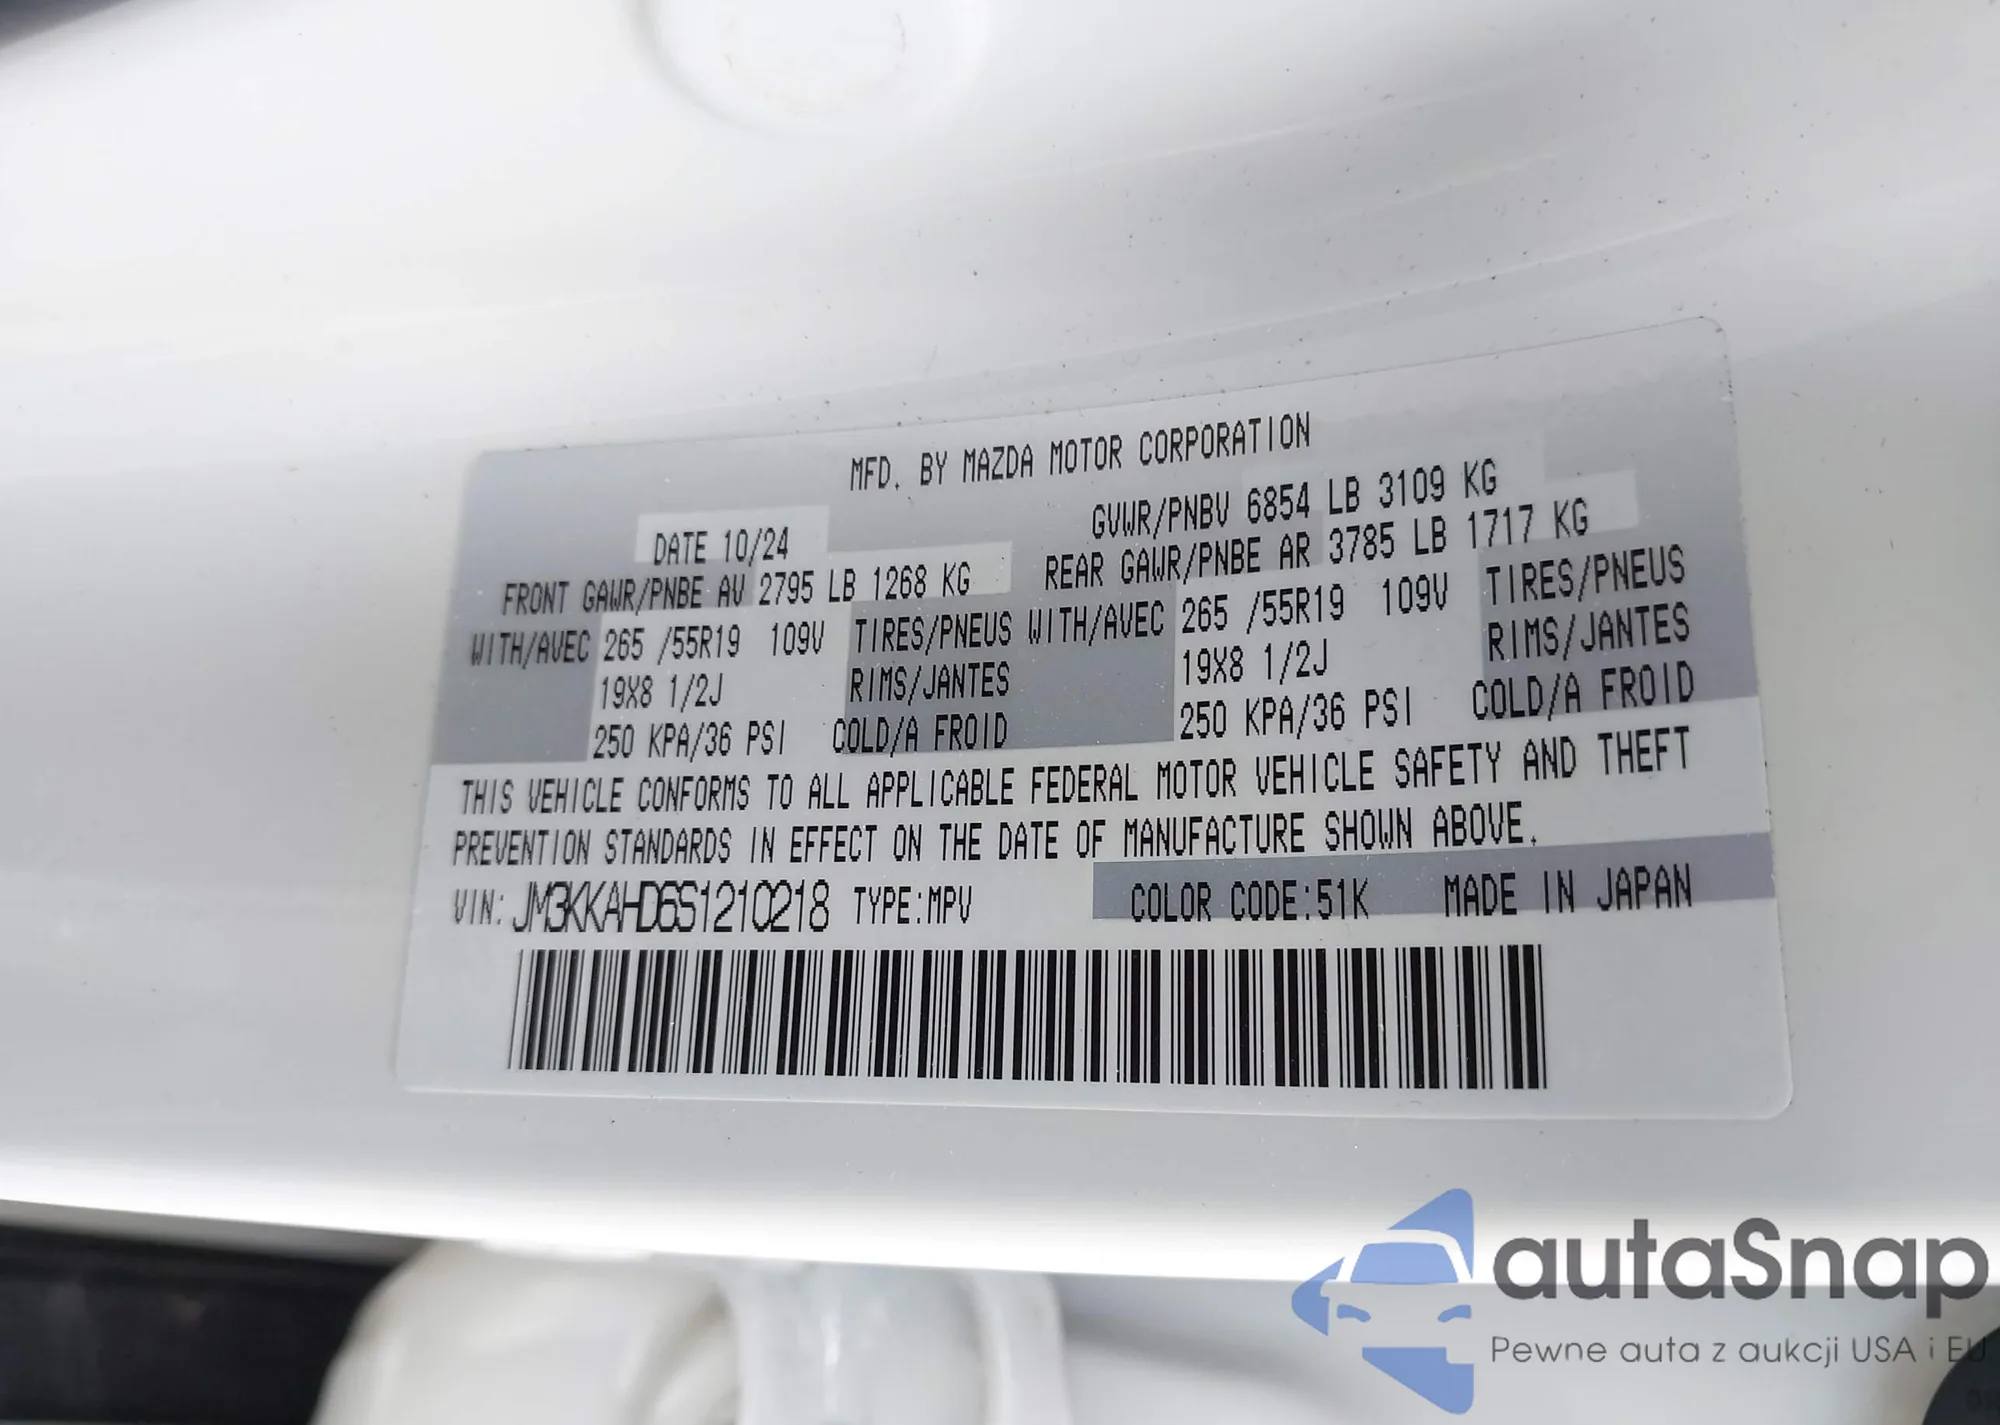 MFD. BY MAZDA MOTOR CORPORATION
DATE 10/24 GVWR/PNBV 6854 LB 3109 KG
FRONT GAWR/PNBE AV 2795 LB 1268 KG REAR GAWR/PNBE AR 3785 LB 1717 KG
WITH/AVEC 265 /55R19 109V TIRES/PNEUS WITH/AVEC 265 /55R19 109V TIRES/PNEUS
19X8 1/2J RIMS/JANTES 19X8 1/2J RIMS/JANTES
250 KPA/36 PSI COLD/A FROID 250 KPA/36 PSI COLD/A FROID
THIS VEHICLE CONFORMS TO ALL APPLICABLE FEDERAL MOTOR VEHICLE SAFETY AND THEFT
PREVENTION STANDARDS IN EFFECT ON THE DATE OF MANUFACTURE SHOWN ABOVE.
VIN: JM3KKAHD6S1210218 TYPE:MPV COLOR CODE:51K MADE IN JAPAN
autaSnap
Pewne auta z aukcji USA i EU